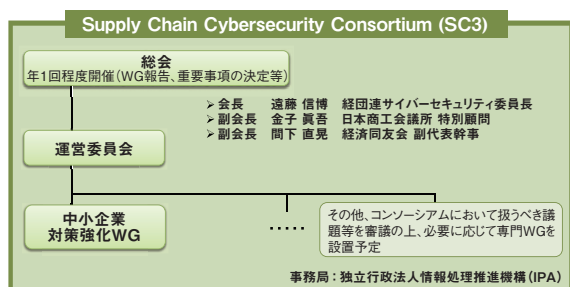 Supply Chain Cybersecurity Consortium (SC3)
総会
年1回程度開催(WG報告、重要事項の決定等)
➢会長 遠藤 信博 経団連サイバーセキュリティ委員長
➢副会長 金子 眞吾 日本商工会議所 特別顧問
➢副会長 間下 直晃 経済同友会 副代表幹事
運営委員会
中小企業
対策強化WG
‥‥‥
その他、コンソーシアムにおいて扱うべき議
題等を審議の上、必要に応じて専門WGを
設置予定
事務局:独立行政法人情報処理推進機構(IPA)